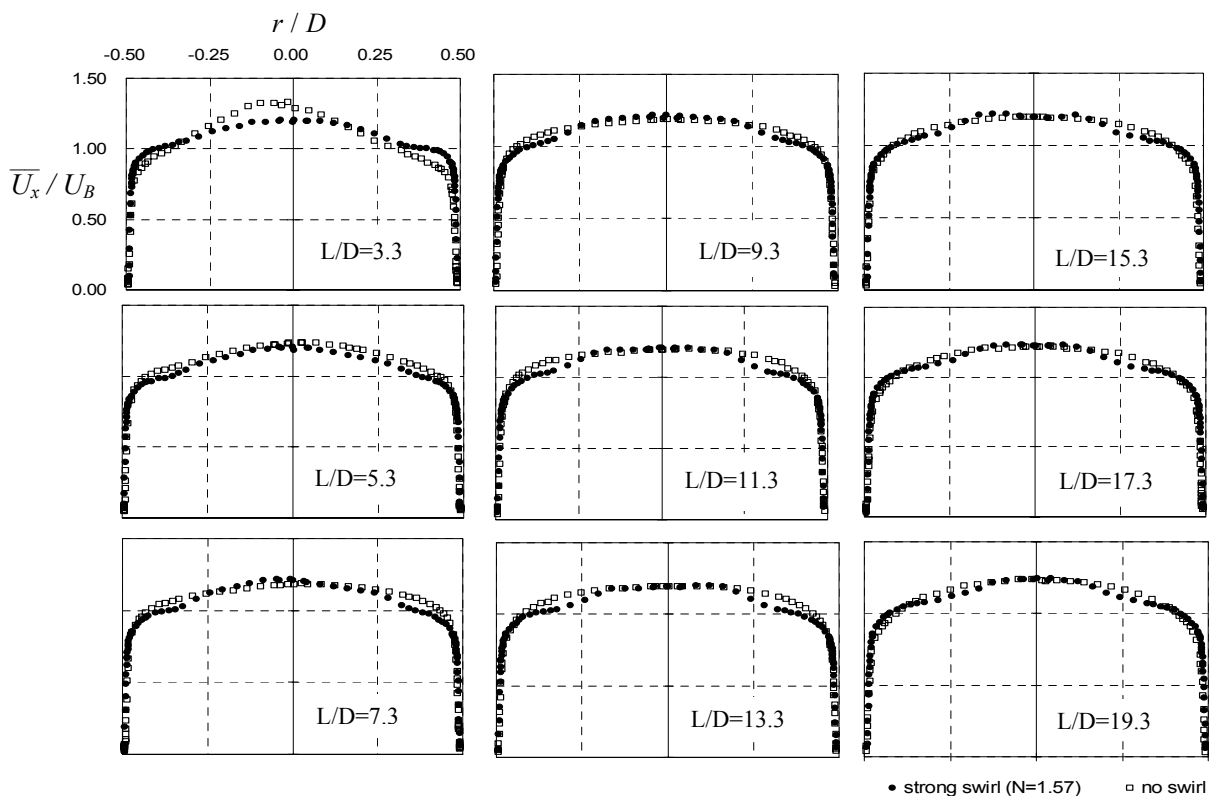 r / D
-0.50 -0.25 0.00 0.25 0.50
1.50
1.00
U_x / U_B
0.50
0.00
L/D=3.3
L/D=9.3
L/D=15.3
L/D=5.3
L/D=11.3
L/D=17.3
L/D=7.3
L/D=13.3
L/D=19.3
● strong swirl (N=1.57) □ no swirl